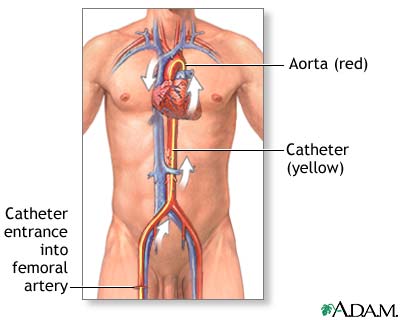 Aorta (red)
Catheter
(yellow)
Catheter
entrance
into
femoral
artery
A.D.A.M.